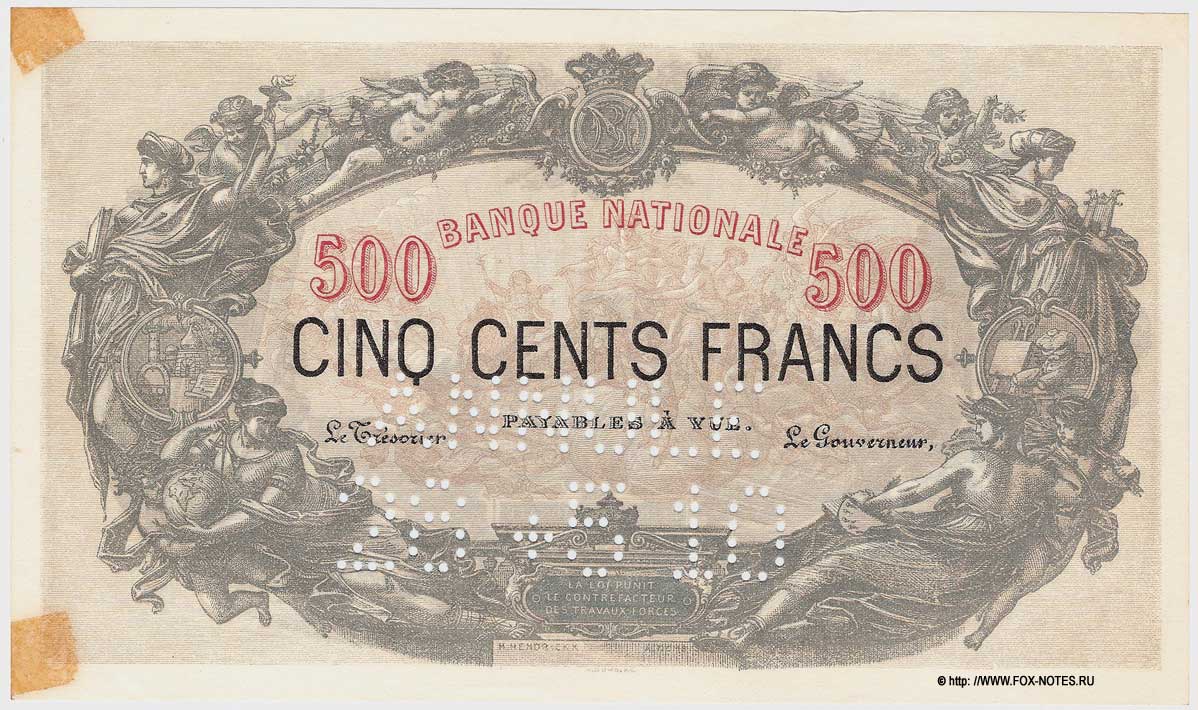 BANQUE NATIONALE
500 500
CINQ CENTS FRANCS
PAYABLES À VUE.
Le Trésorier Le Gouverneur,
LA LOI PUNIT
LE CONTREFACTEUR
DES TRAVAUX FORCES
H. HENDRICKX
© http: //WWW.FOX-NOTES.RU